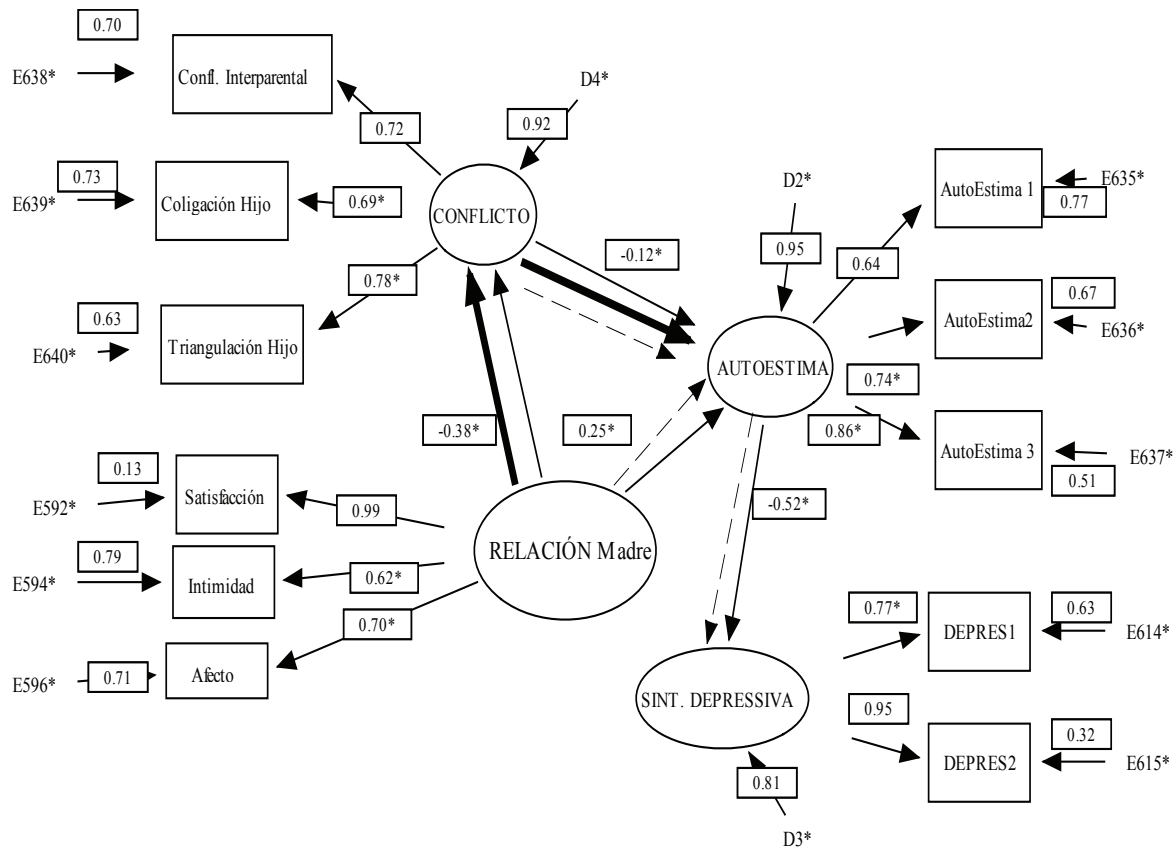 0.70
E638*
Confl. Interparental
0.72
D4*
0.92
0.73
E639*
Coligación Hijo
0.69*
CONFLICTO
0.63
E640*
Triangulación Hijo
0.78*
-0.12*
D2*
0.95
AUTOESTIMA
0.64
AutoEstima 1
E635*
0.77
AutoEstima2
0.67
E636*
0.74*
0.86*
AutoEstima 3
E637*
0.51
-0.38*
0.25*
-0.52*
0.13
E592*
Satisfacción
0.99
RELACIÓN Madre
0.79
E594*
Intimidad
0.62*
0.70*
E596*
0.71
Afecto
SINT. DEPRESSIVA
0.77*
DEPRES1
0.63
E614*
0.95
DEPRES2
0.32
E615*
0.81
D3*